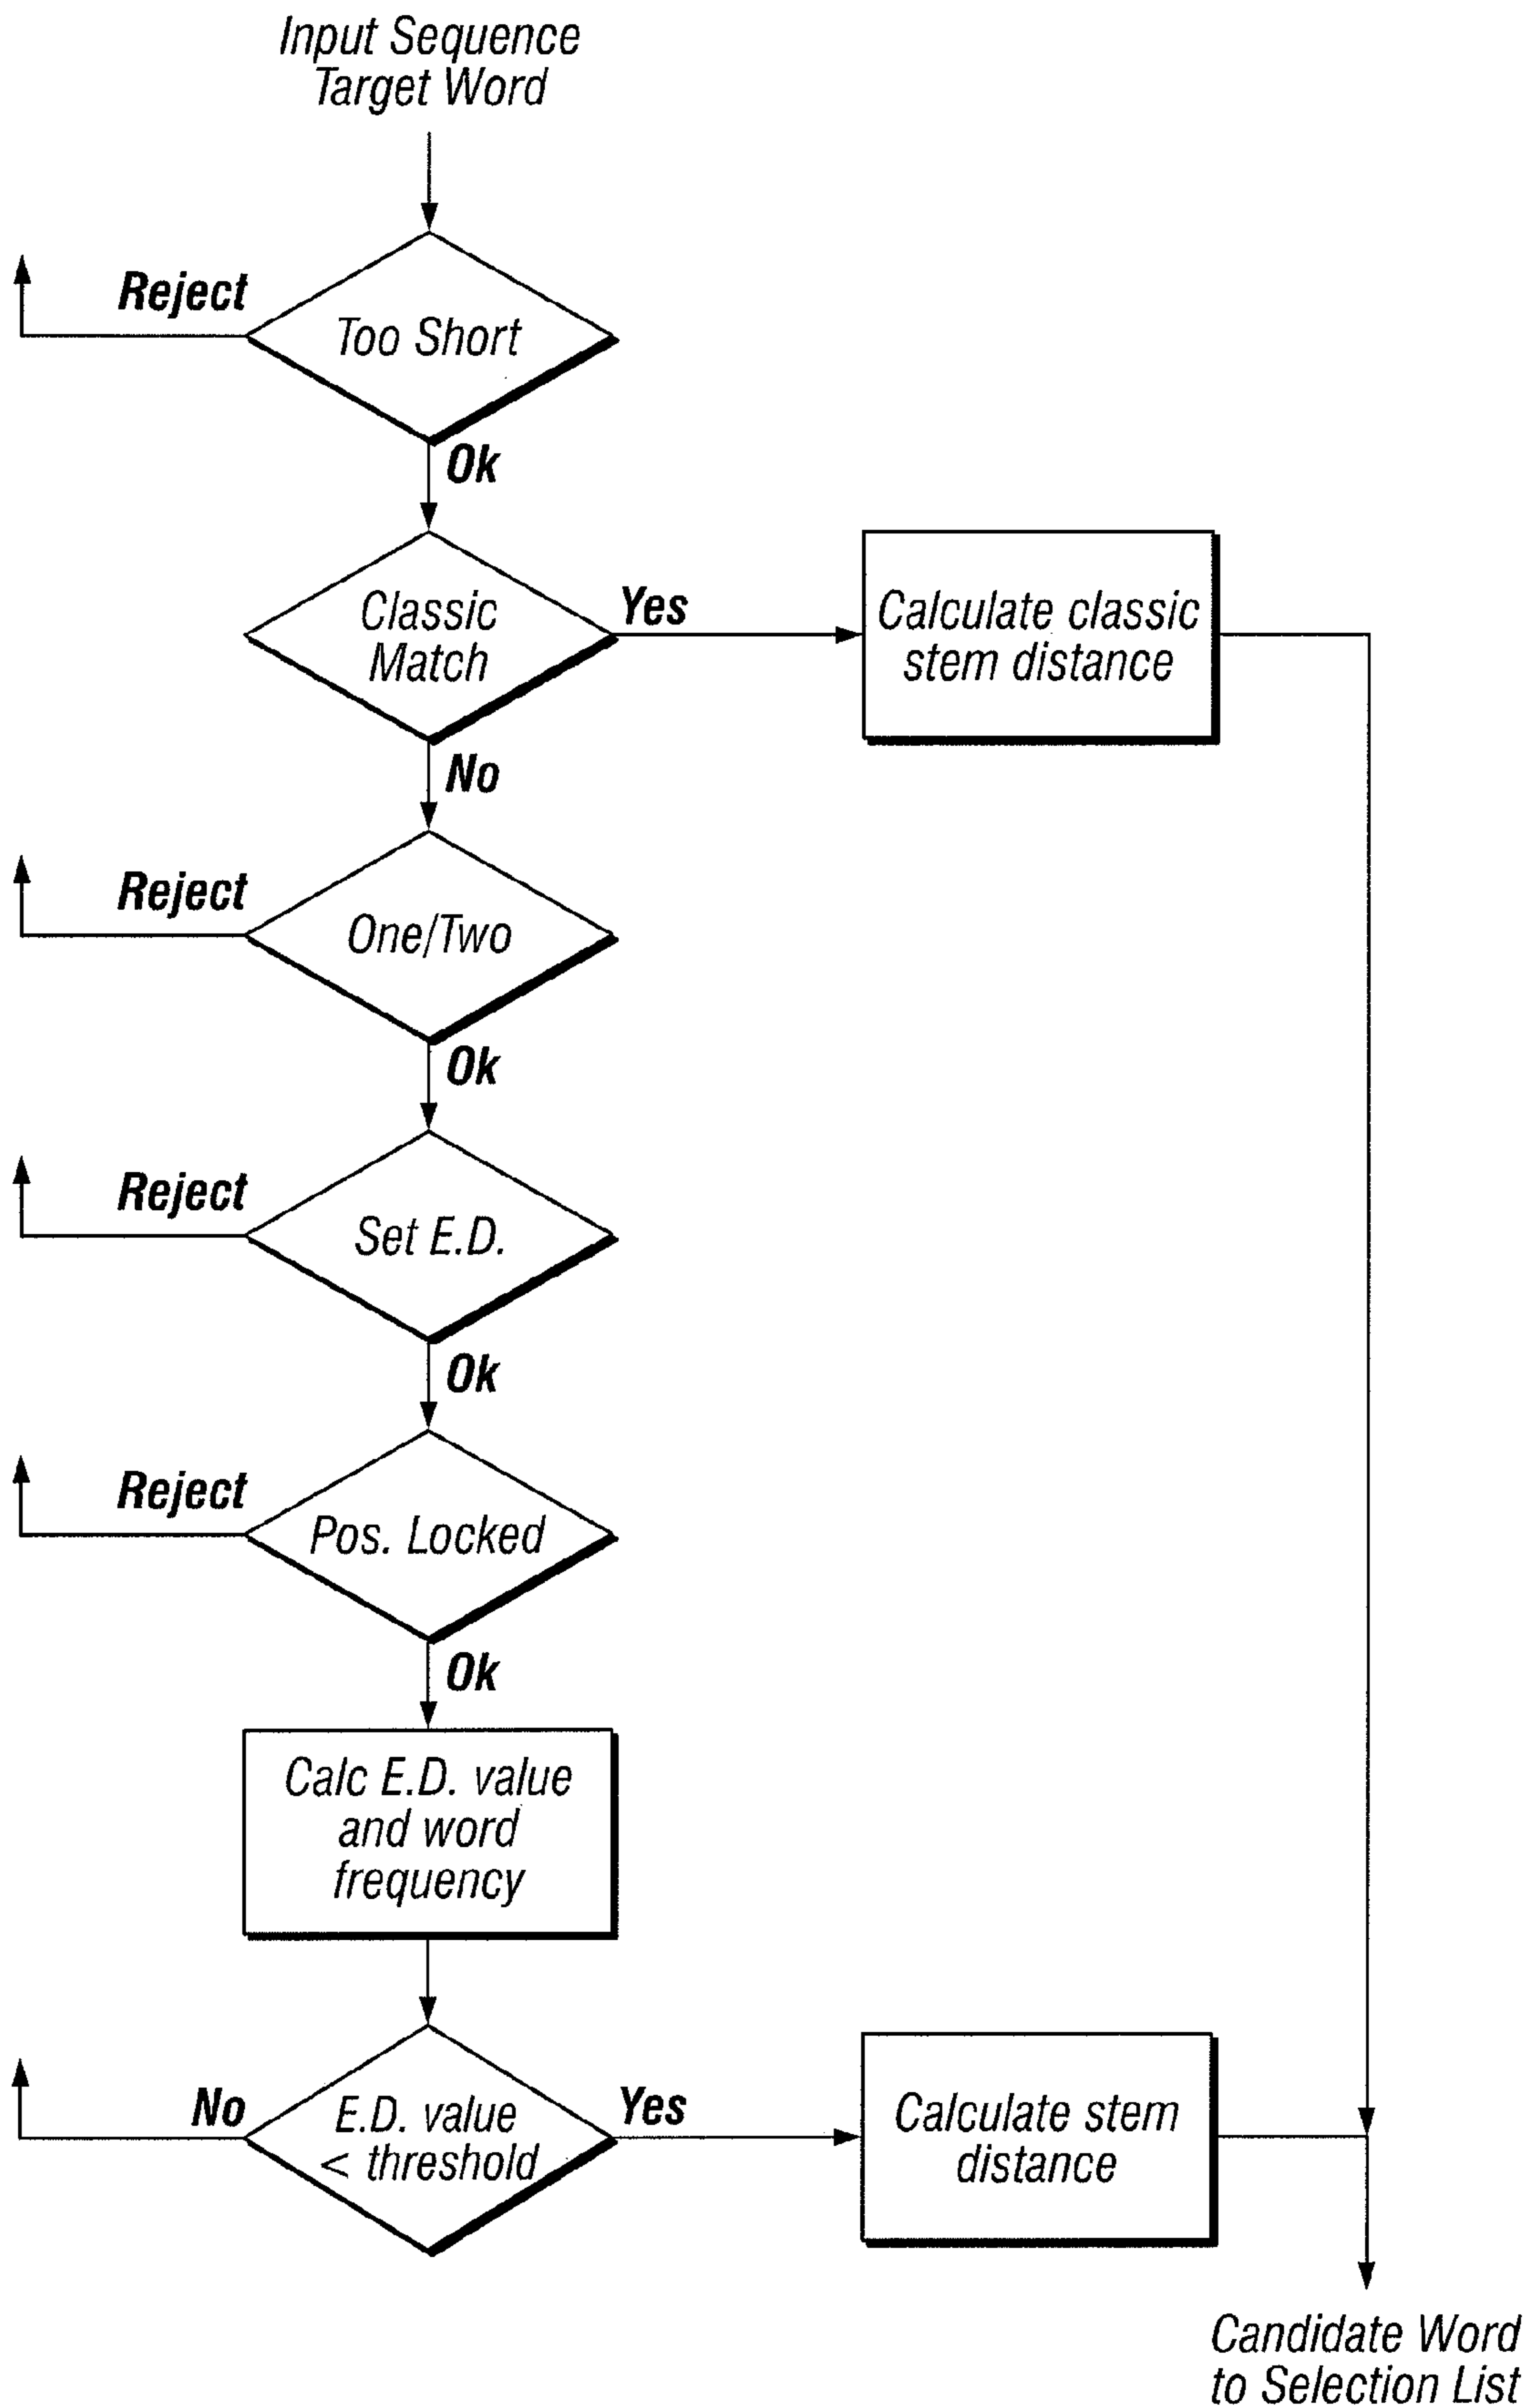 Input Sequence
Target Word
Reject
Too Short
Ok
Classic
Match
Yes
Calculate classic
stem distance
No
Reject
One/Two
Ok
Reject
Set E.D.
Ok
Reject
Pos. Locked
Ok
Calc E.D. value
and word
frequency
No
E.D. value
< threshold
Yes
Calculate stem
distance
Candidate Word
to Selection List